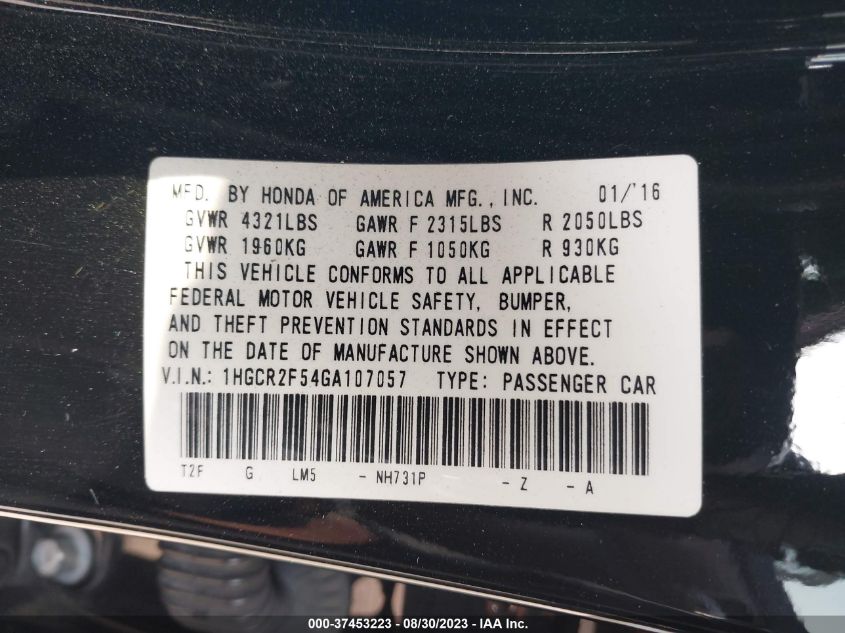 MFD. BY HONDA OF AMERICA MFG., INC. 01/'16
GVWR 4321LBS GAWR F 2315LBS R 2050LBS
GVWR 1960KG GAWR F 1050KG R 930KG
THIS VEHICLE CONFORMS TO ALL APPLICABLE
FEDERAL MOTOR VEHICLE SAFETY, BUMPER,
AND THEFT PREVENTION STANDARDS IN EFFECT
ON THE DATE OF MANUFACTURE SHOWN ABOVE.
V.I.N.: 1HGCR2F54GA107057 TYPE: PASSENGER CAR
T2F G LM5 - NH731P - Z - A
000-37453223 - 08/30/2023 - IAA Inc.